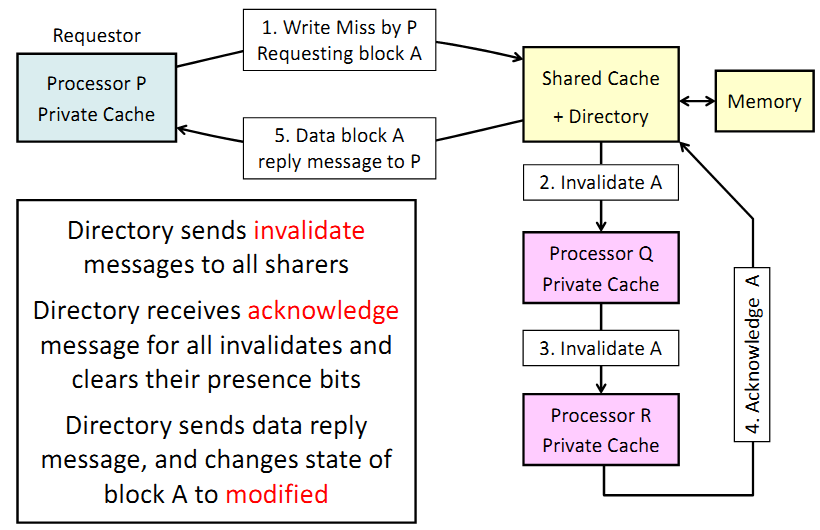 Requestor
Processor P
Private Cache
1. Write Miss by P
Requesting block A
5. Data block A
reply message to P
Shared Cache
+ Directory
Memory
2. Invalidate A
Processor Q
Private Cache
3. Invalidate A
Processor R
Private Cache
4. Acknowledge A
Directory sends invalidate
messages to all sharers
Directory receives acknowledge
message for all invalidates and
clears their presence bits
Directory sends data reply
message, and changes state of
block A to modified